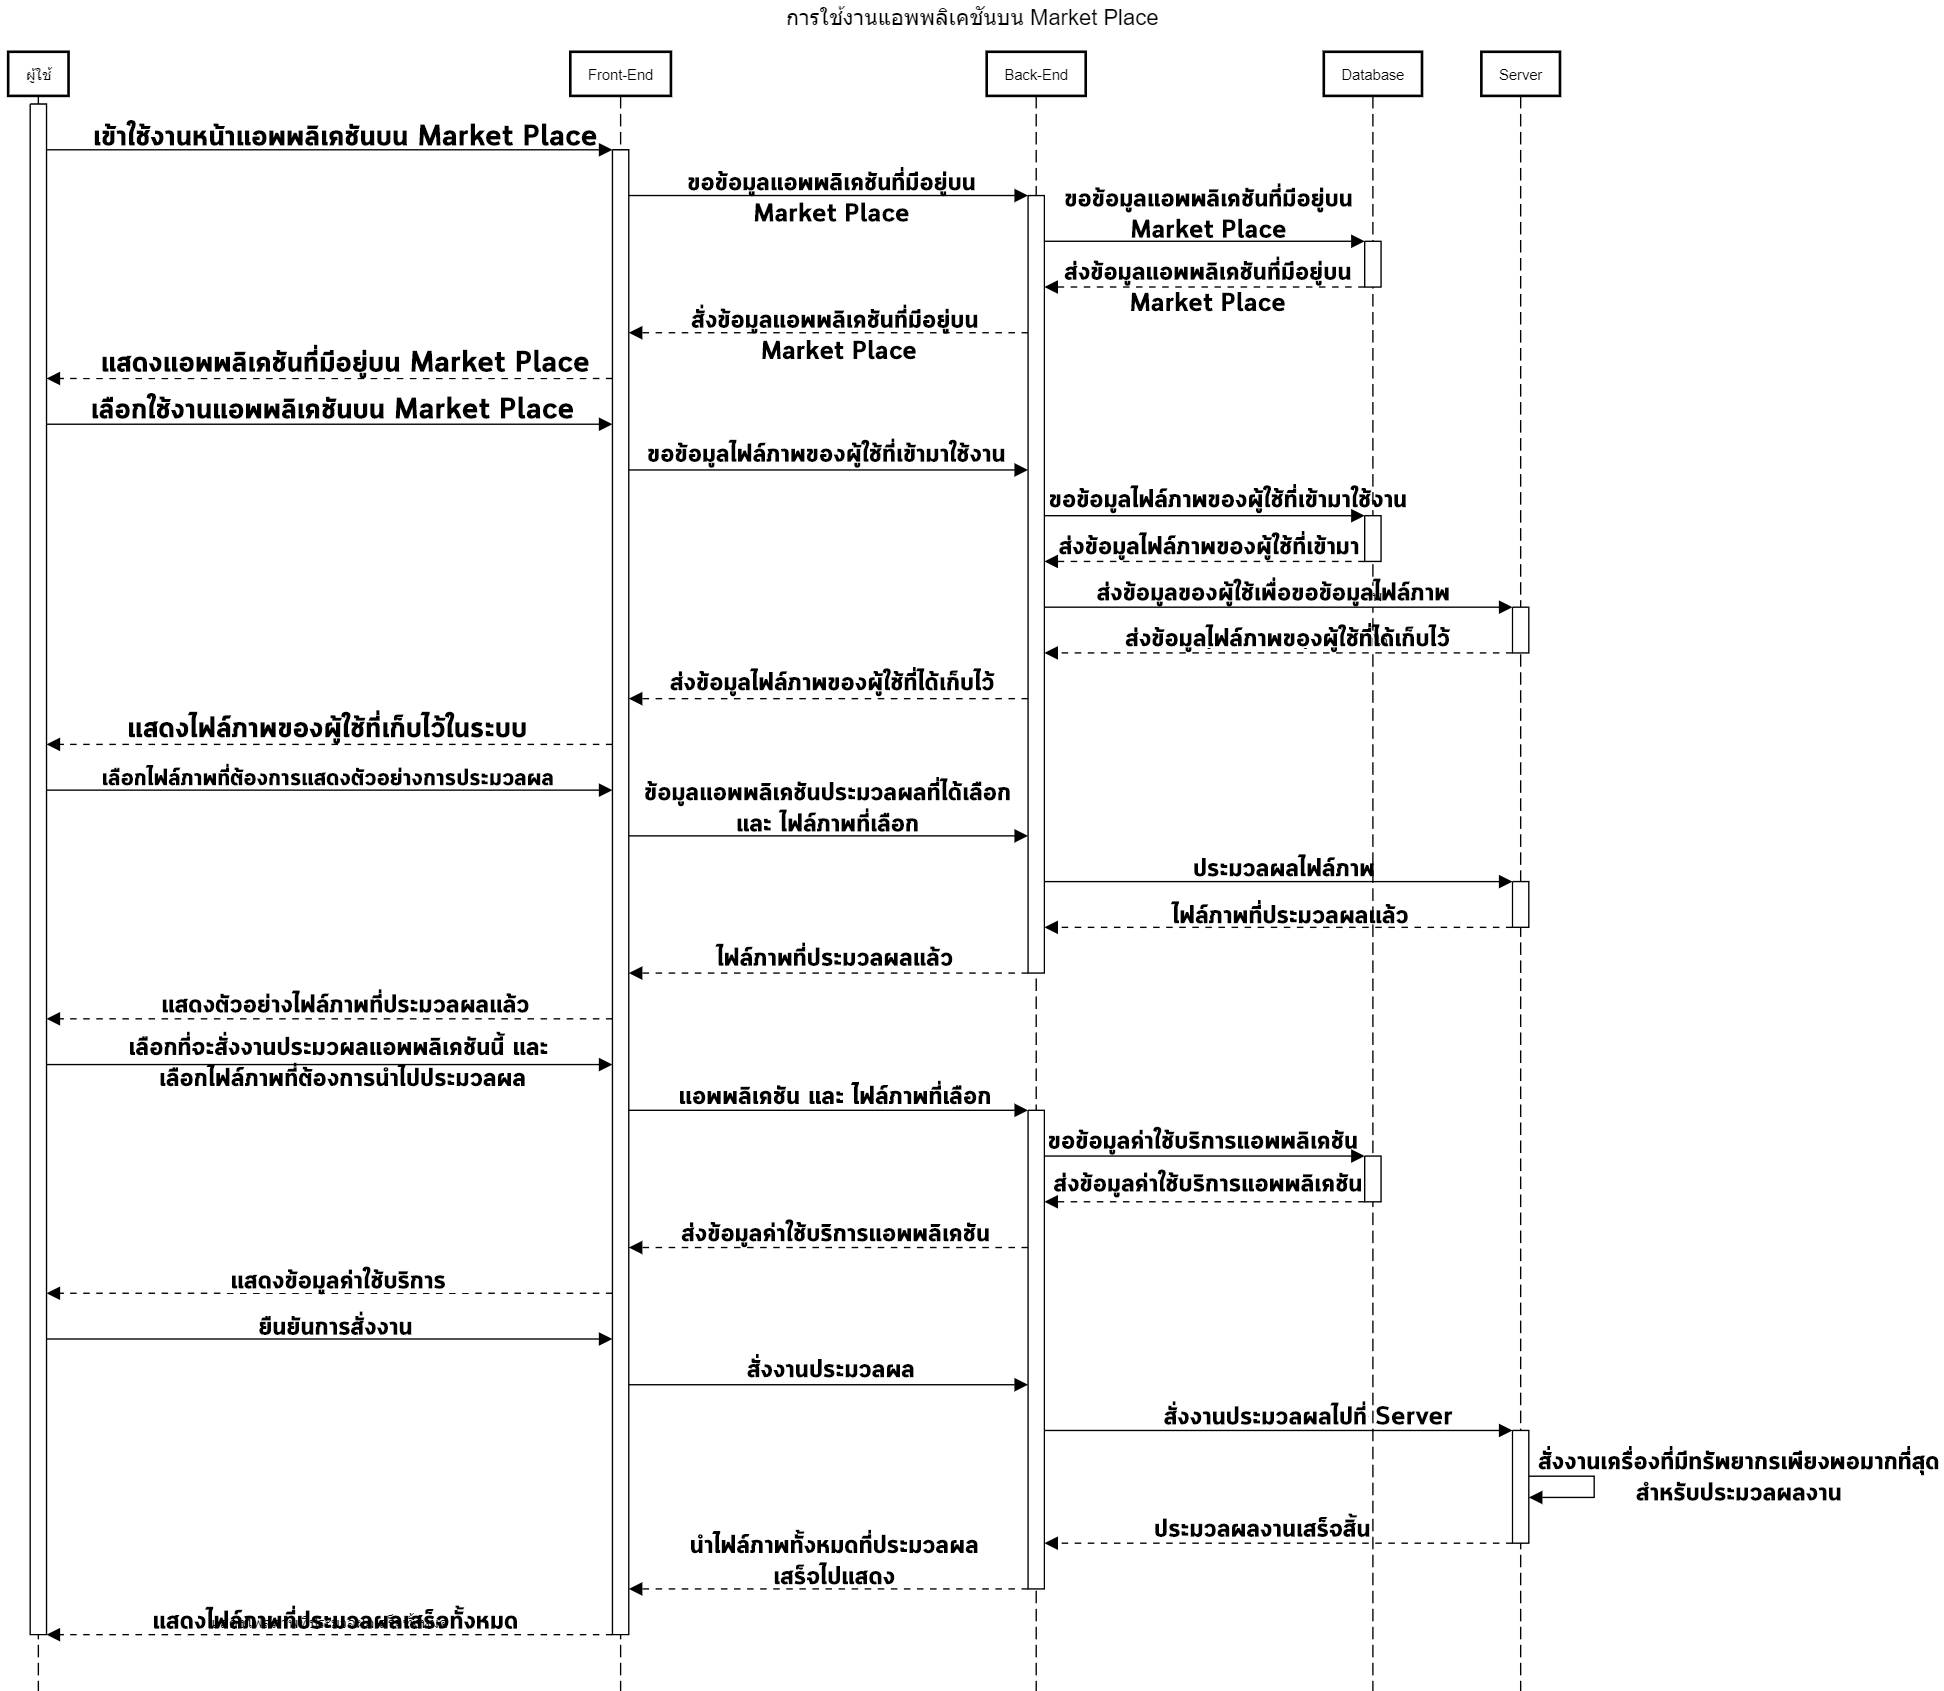 การใช้งานแอพพลิเคชันบน Market Place
ผู้ใช้
Front-End
Back-End
Database
Server
เข้าใช้งานหน้าแอพพลิเคชันบน Market Place
ขอข้อมูลแอพพลิเคชันที่มีอยู่บน
Market Place
ขอข้อมูลแอพพลิเคชันที่มีอยู่บน
Market Place
ส่งข้อมูลแอพพลิเคชันที่มีอยู่บน
Market Place
สั่งข้อมูลแอพพลิเคชันที่มีอยู่บน
Market Place
แสดงแอพพลิเคชันที่มีอยู่บน Market Place
เลือกใช้งานแอพพลิเคชันบน Market Place
ขอข้อมูลไฟล์ภาพของผู้ใช้ที่เข้ามาใช้งาน
ขอข้อมูลไฟล์ภาพของผู้ใช้ที่เข้ามาใช้งาน
ส่งข้อมูลไฟล์ภาพของผู้ใช้ที่เข้ามา
ส่งข้อมูลของผู้ใช้เพื่อขอข้อมูลไฟล์ภาพ
ส่งข้อมูลไฟล์ภาพของผู้ใช้ที่ได้เก็บไว้
ส่งข้อมูลไฟล์ภาพของผู้ใช้ที่ได้เก็บไว้
แสดงไฟล์ภาพของผู้ใช้ที่เก็บไว้ในระบบ
เลือกไฟล์ภาพที่ต้องการแสดงตัวอย่างการประมวลผล
ข้อมูลแอพพลิเคชันประมวลผลที่ได้เลือก
และ ไฟล์ภาพที่เลือก
ประมวลผลไฟล์ภาพ
ไฟล์ภาพที่ประมวลผลแล้ว
ไฟล์ภาพที่ประมวลผลแล้ว
แสดงตัวอย่างไฟล์ภาพที่ประมวลผลแล้ว
เลือกที่จะสั่งงานประมวผลแอพพลิเคชันนี้ และ
เลือกไฟล์ภาพที่ต้องการนำไปประมวลผล
แอพพลิเคชัน และ ไฟล์ภาพที่เลือก
ขอข้อมูลค่าใช้บริการแอพพลิเคชัน
ส่งข้อมูลค่าใช้บริการแอพพลิเคชัน
ส่งข้อมูลค่าใช้บริการแอพพลิเคชัน
แสดงข้อมูลค่าใช้บริการ
ยืนยันการสั่งงาน
สั่งงานประมวลผล
สั่งงานประมวลผลไปที่ Server
สั่งงานเครื่องที่มีทรัพยากรเพียงพอมากที่สุด
สำหรับประมวลผลงาน
ประมวลผลงานเสร็จสิ้น
นำไฟล์ภาพทั้งหมดที่ประมวลผล
เสร็จไปแสดง
แสดงไฟล์ภาพที่ประมวลผลเสร็จทั้งหมด